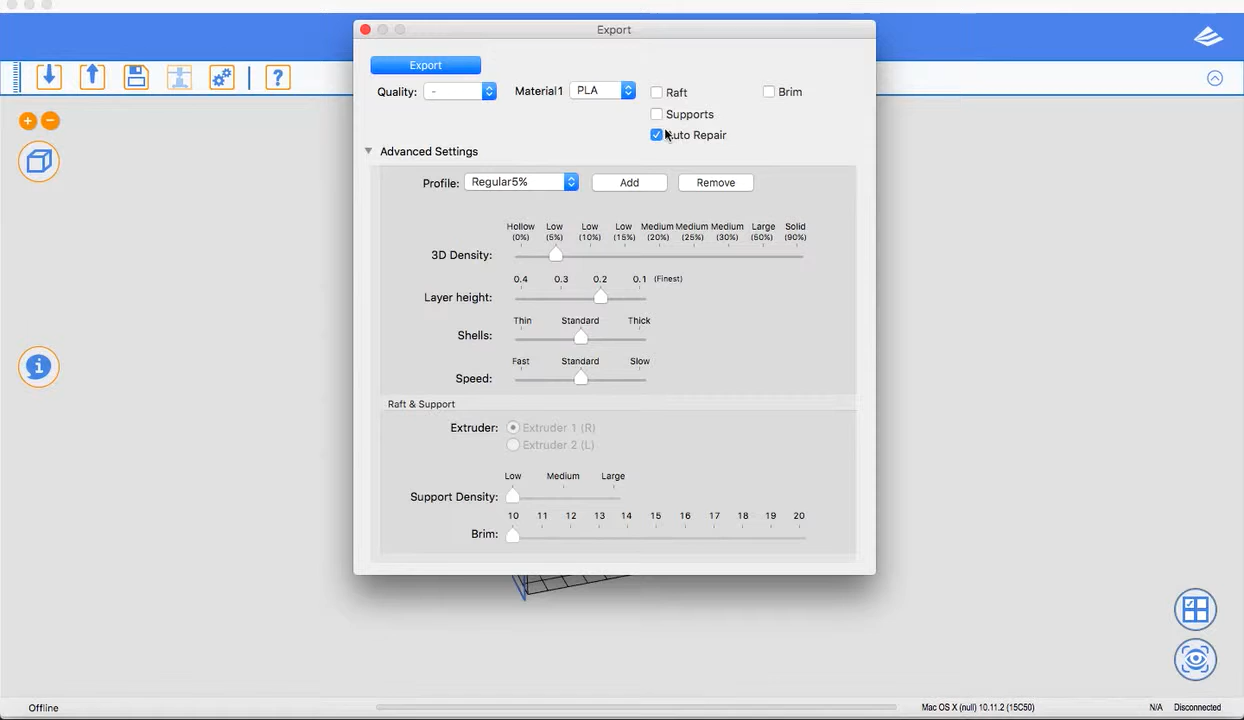 Export
Export
Quality: -
Material1 PLA
Raft
Brim
Supports
Auto Repair
Advanced Settings
Profile: Regular5% Add Remove
Hollow Low Low Low Medium Medium Medium Large Solid
(0%) (5%) (10%) (15%) (20%) (25%) (30%) (50%) (90%)
3D Density:
0.4 0.3 0.2 0.1 (Finest)
Layer height:
Thin Standard Thick
Shells:
Fast Standard Slow
Speed:
Raft & Support
Extruder: Extruder 1 (R)
Extruder 2 (L)
Low Medium Large
Support Density:
10 11 12 13 14 15 16 17 18 19 20
Brim:
Offline
Mac OS X (null) 10.11.2 (15C50)
N/A Disconnected